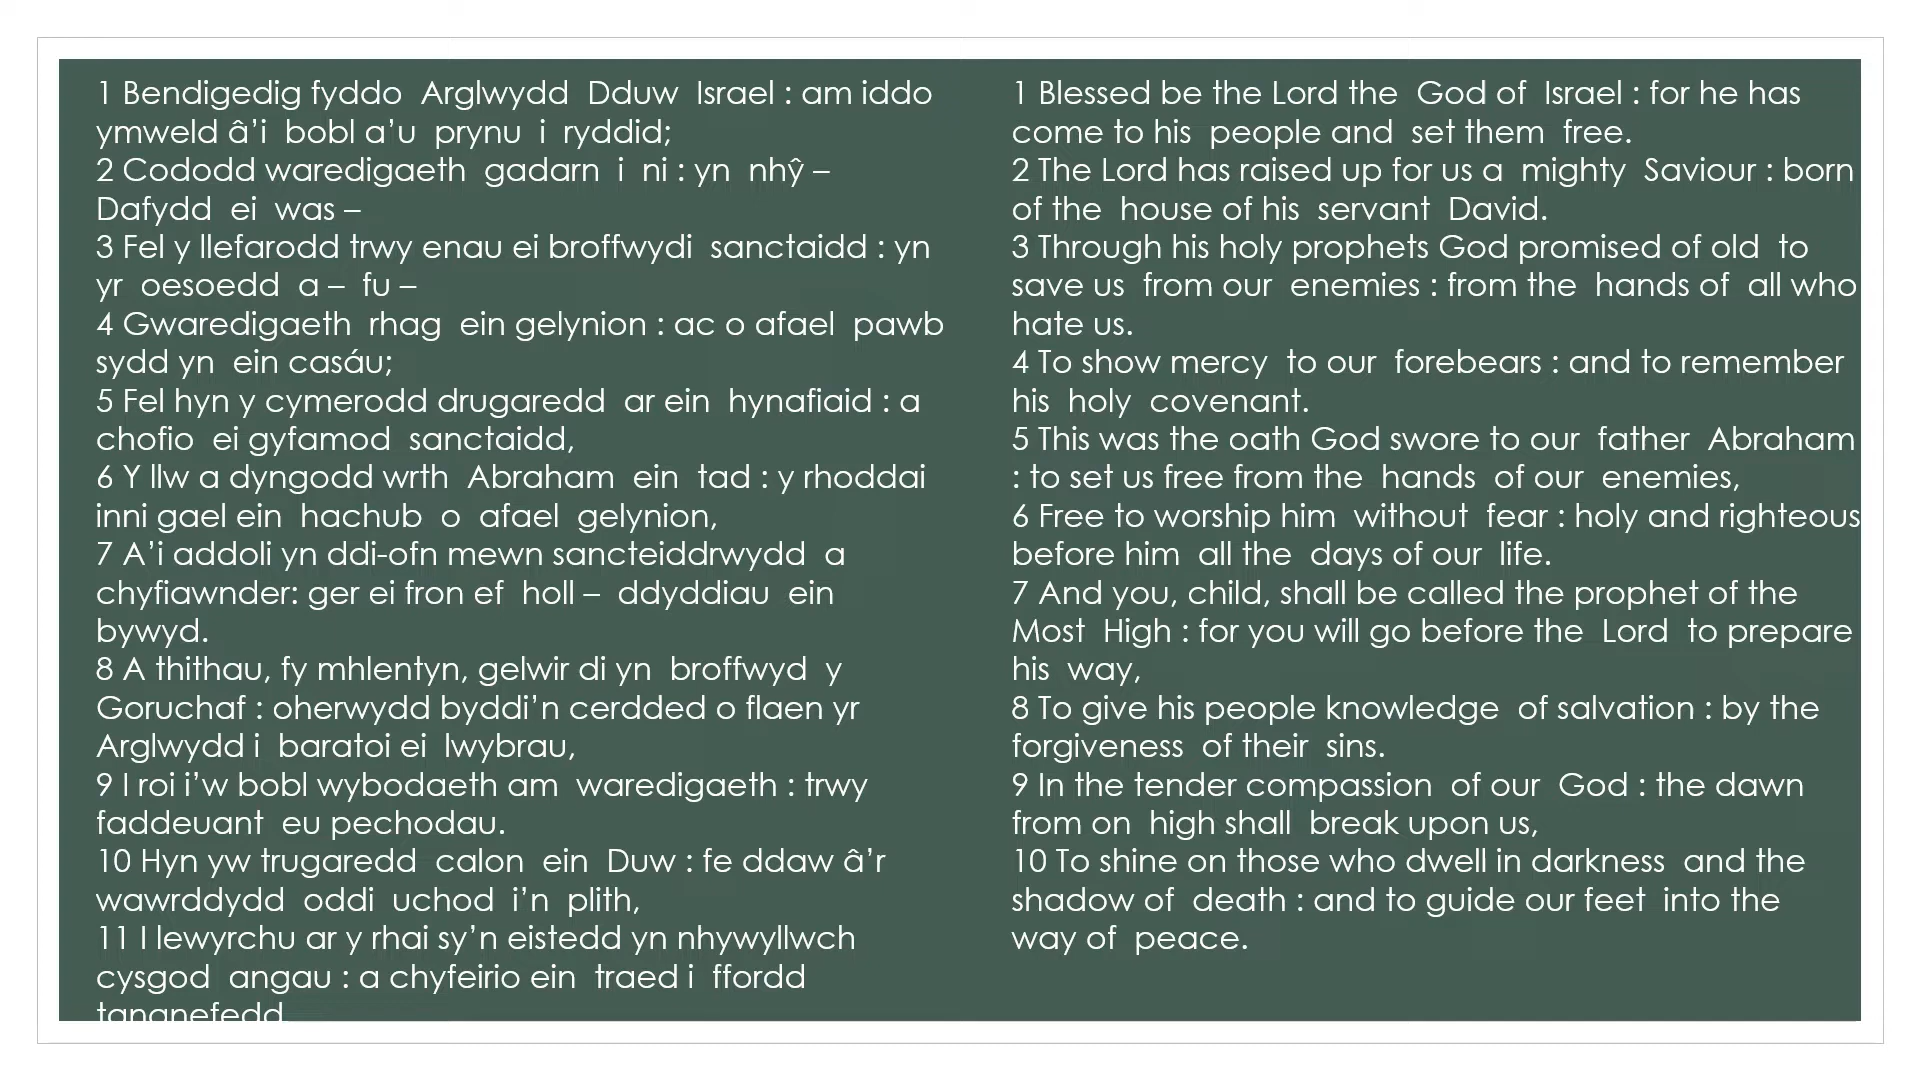 1 Bendigedig fyddo Arglwydd Dduw Israel : am iddo
ymweld â’i bobl a’u prynu i ryddid;
2 Cododd waredigaeth gadarn i ni : yn nhŷ –
Dafydd ei was –
3 Fel y llefarodd trwy enau ei broffwydi sanctaidd : yn
yr oesoedd a – fu –
4 Gwaredigaeth rhag ein gelynion : ac o afael pawb
sydd yn ein casáu;
5 Fel hyn y cymerodd drugaredd ar ein hynafiaid : a
chofio ei gyfamod sanctaidd,
6 Y llw a dyngodd wrth Abraham ein tad : y rhoddai
inni gael ein hachub o afael gelynion,
7 A’i addoli yn ddi-ofn mewn sancteiddrwydd a
chyfiawnder: ger ei fron ef holl – ddyddiau ein
bywyd.
8 A thithau, fy mhlentyn, gelwir di yn broffwyd y
Goruchaf : oherwydd byddi’n cerdded o flaen yr
Arglwydd i baratoi ei lwybrau,
9 I roi i’w bobl wybodaeth am waredigaeth : trwy
faddeuant eu pechodau.
10 Hyn yw trugaredd calon ein Duw : fe ddaw â’r
wawrddydd oddi uchod i’n plith,
11 I lewyrchu ar y rhai sy’n eistedd yn nhywyllwch
cysgod angau : a chyfeirio ein traed i ffordd
tangnefedd.
1 Blessed be the Lord the God of Israel : for he has
come to his people and set them free.
2 The Lord has raised up for us a mighty Saviour : born
of the house of his servant David.
3 Through his holy prophets God promised of old to
save us from our enemies : from the hands of all who
hate us.
4 To show mercy to our forebears : and to remember
his holy covenant.
5 This was the oath God swore to our father Abraham
: to set us free from the hands of our enemies,
6 Free to worship him without fear : holy and righteous
before him all the days of our life.
7 And you, child, shall be called the prophet of the
Most High : for you will go before the Lord to prepare
his way,
8 To give his people knowledge of salvation : by the
forgiveness of their sins.
9 In the tender compassion of our God : the dawn
from on high shall break upon us,
10 To shine on those who dwell in darkness and the
shadow of death : and to guide our feet into the
way of peace.